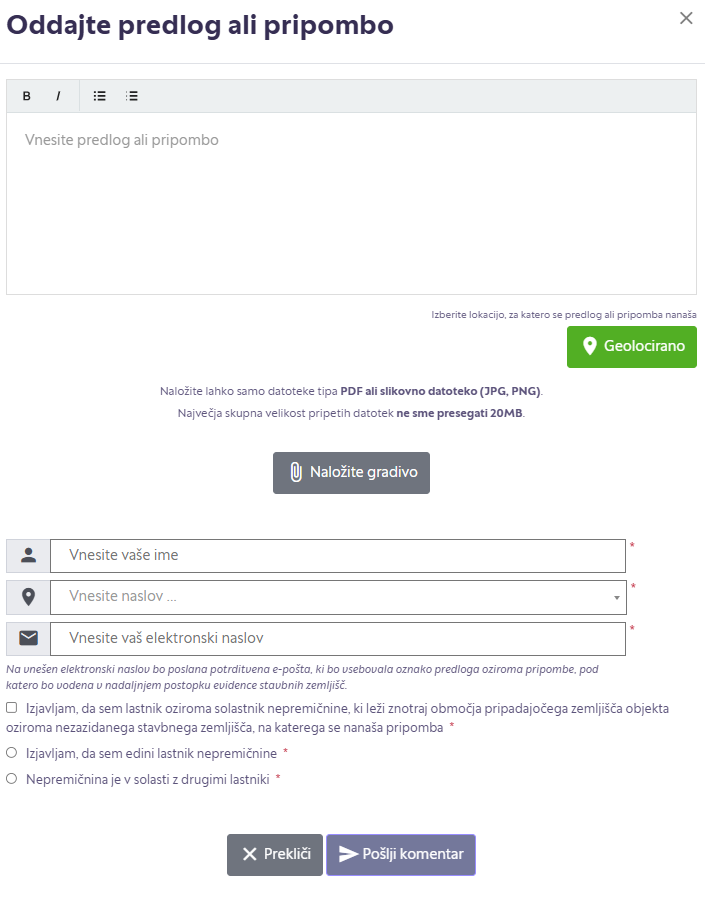 Oddajte predlog ali pripombo
B I
Vnesite predlog ali pripombo
Izberite lokacijo, za katero se predlog ali pripomba nanaša
Geolocirano
Naložite lahko samo datoteke tipa PDF ali slikovno datoteko (JPG, PNG).
Največja skupna velikost pripetih datotek ne sme presegati 20MB.
Naložite gradivo
Vnesite vaše ime *
Vnesite naslov ... *
Vnesite vaš elektronski naslov *
Na vnešen elektronski naslov bo poslana potrditvena e-pošta, ki bo vsebovala oznako predloga oziroma pripombe, pod
katero bo vodena v nadaljnjem postopku evidence stavbnih zemljišč.
Izjavljam, da sem lastnik oziroma solastnik nepremičnine, ki leži znotraj območja pripadajočega zemljišča objekta
oziroma nezazidanega stavbnega zemljišča, na katerega se nanaša pripomba *
Izjavljam, da sem edini lastnik nepremičnine *
Nepremičnina je v solasti z drugimi lastniki *
Prekliči Pošlji komentar